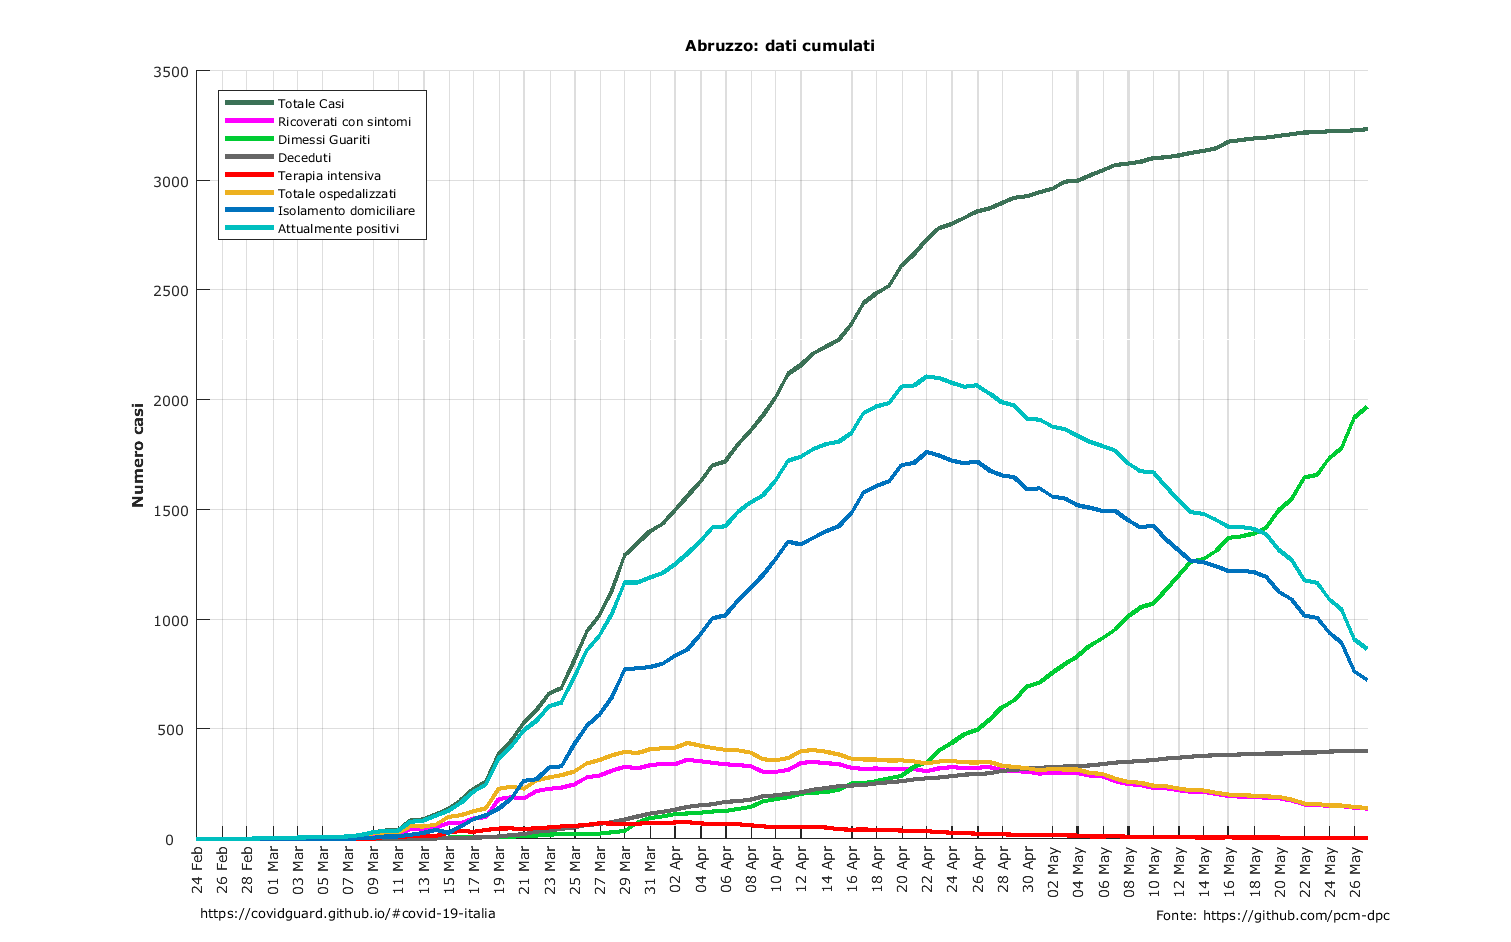 Abruzzo: dati cumulati
3500
3000
2500
2000
1500
1000
500
0
Numero casi
Totale Casi
Ricoverati con sintomi
Dimessi Guariti
Deceduti
Terapia intensiva
Totale ospedalizzati
Isolamento domiciliare
Attualmente positivi
24 Feb
26 Feb
28 Feb
01 Mar
03 Mar
05 Mar
07 Mar
09 Mar
11 Mar
13 Mar
15 Mar
17 Mar
19 Mar
21 Mar
23 Mar
25 Mar
27 Mar
29 Mar
31 Mar
02 Apr
04 Apr
06 Apr
08 Apr
10 Apr
12 Apr
14 Apr
16 Apr
18 Apr
20 Apr
22 Apr
24 Apr
26 Apr
28 Apr
30 Apr
02 May
04 May
06 May
08 May
10 May
12 May
14 May
16 May
18 May
20 May
22 May
24 May
26 May
https://covidguard.github.io/#covid-19-italia
Fonte: https://github.com/pcm-dpc